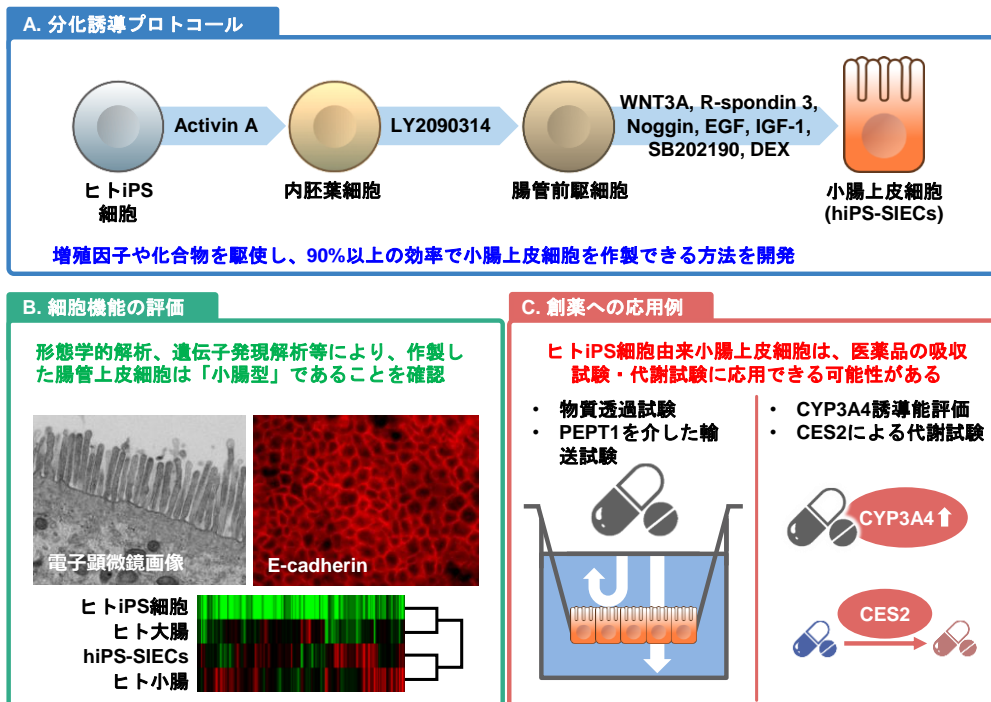 A. 分化誘導プロトコール
Activin A
LY2090314
WNT3A, R-spondin 3,
Noggin, EGF, IGF-1,
SB202190, DEX
ヒトiPS
細胞
内胚葉細胞
腸管前駆細胞
小腸上皮細胞
(hiPS-SIECs)
増殖因子や化合物を駆使し、90%以上の効率で小腸上皮細胞を作製できる方法を開発
B. 細胞機能の評価
形態学的解析、遺伝子発現解析等により、作製し
た腸管上皮細胞は「小腸型」であることを確認
電子顕微鏡画像
E-cadherin
ヒトiPS細胞
ヒト大腸
hiPS-SIECs
ヒト小腸
C. 創薬への応用例
ヒトiPS細胞由来小腸上皮細胞は、医薬品の吸収
試験・代謝試験に応用できる可能性がある
• 物質透過試験
• PEPT1を介した輸
送試験
• CYP3A4誘導能評価
• CES2による代謝試験
CYP3A4⬆
CES2